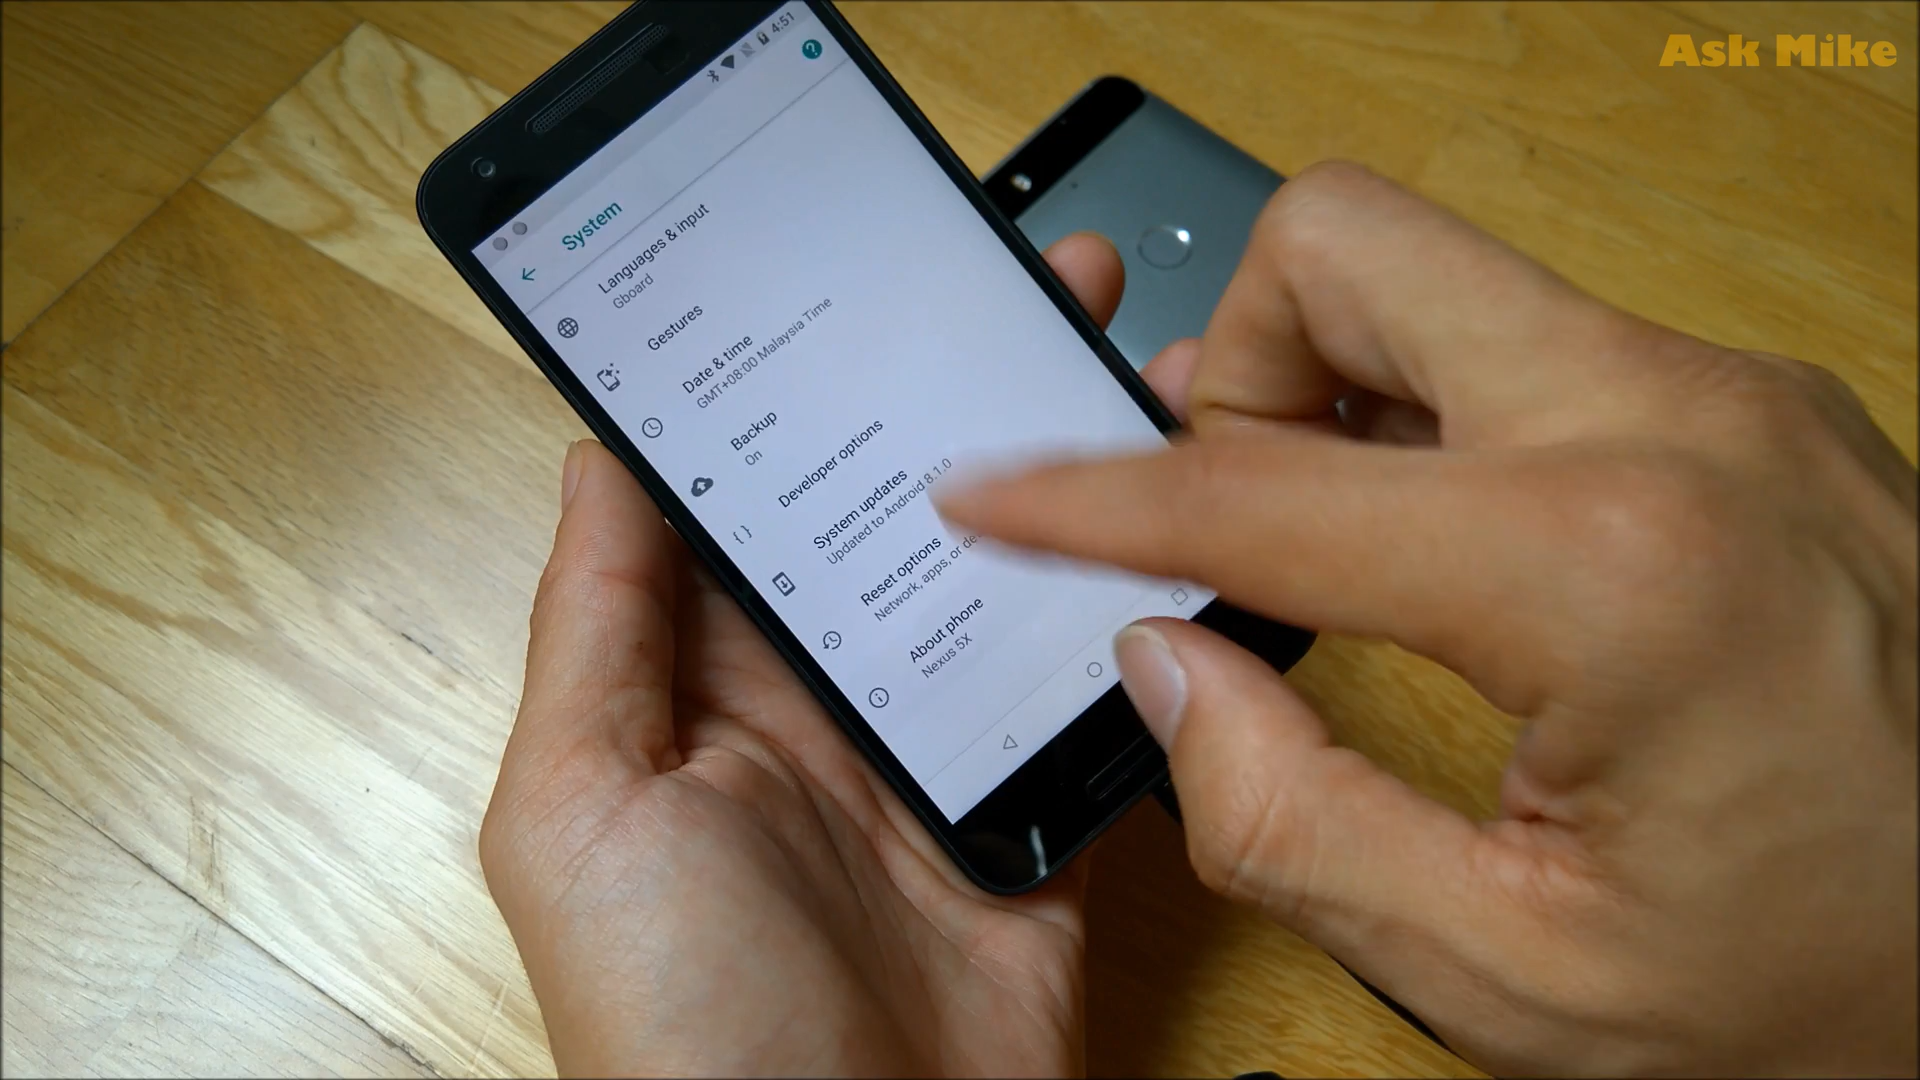 Ask Mike
4:51
System
Languages & input
Gboard
Gestures
Date & time
GMT+08:00 Malaysia Time
Backup
On
Developer options
System updates
Updated to Android 8.1.0
Reset options
Network, apps, or de
About phone
Nexus 5X